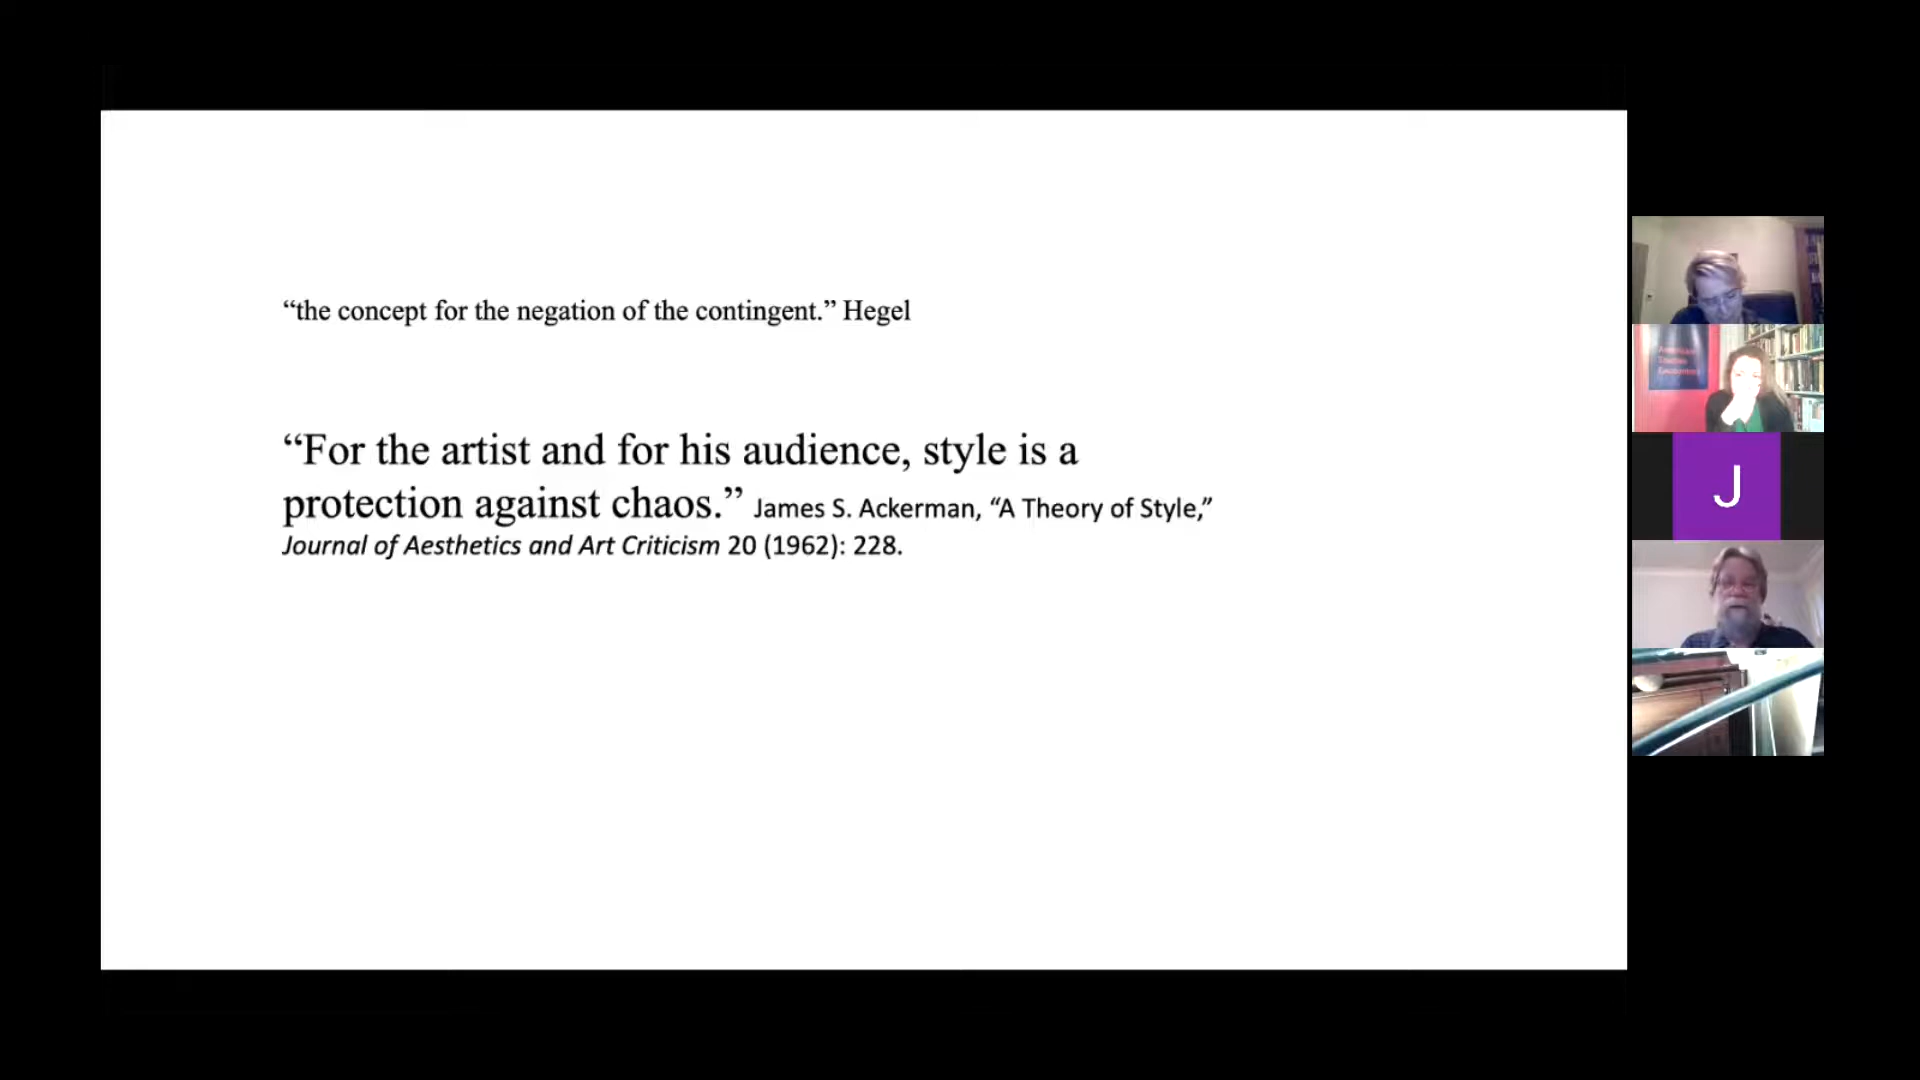 “the concept for the negation of the contingent.” Hegel
“For the artist and for his audience, style is a
protection against chaos.” James S. Ackerman, “A Theory of Style,”
Journal of Aesthetics and Art Criticism 20 (1962): 228.
J